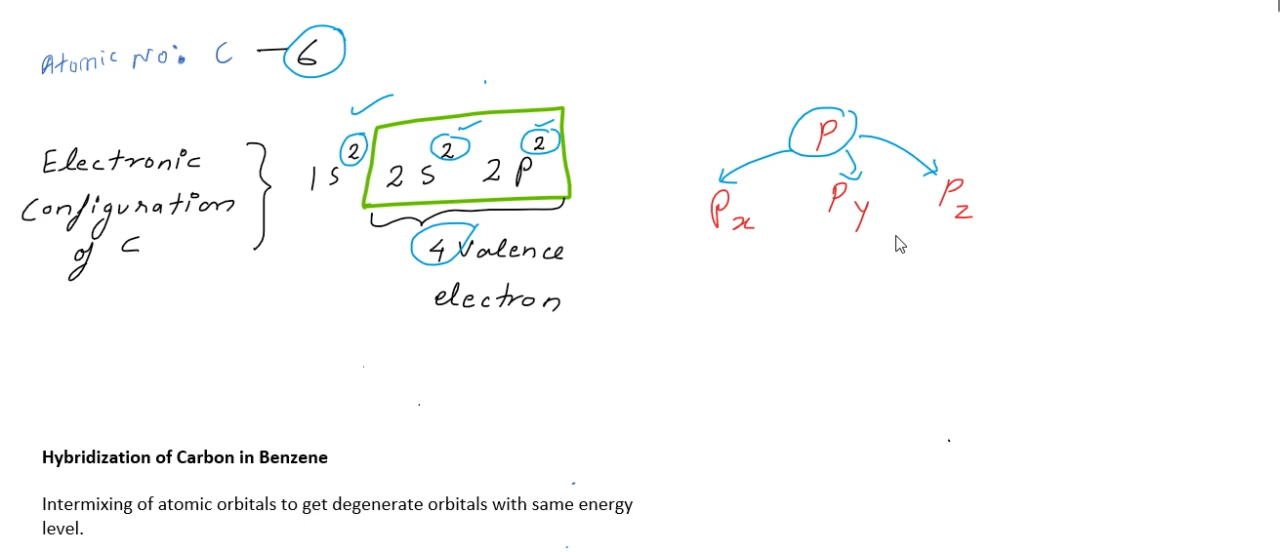 Atomic No: C - 6
Electronic
Configuration
of C
1s² 2s² 2p²
4 Valence
electron
P
Px Py Pz
Hybridization of Carbon in Benzene
Intermixing of atomic orbitals to get degenerate orbitals with same energy
level.